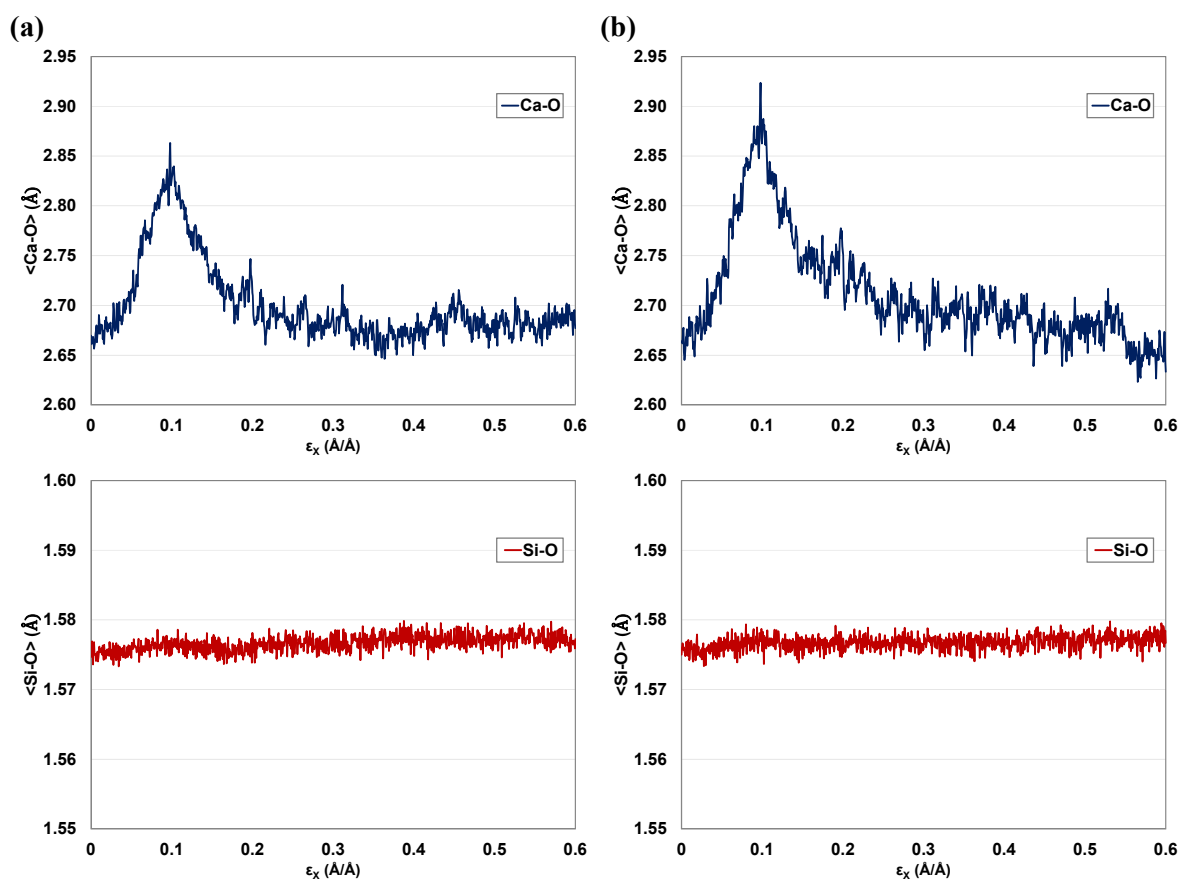 (a)
2.95
2.90
2.85
2.80
2.75
2.70
2.65
2.60
<Ca-O> (Å)
Ca-O
0 0.1 0.2 0.3 0.4 0.5 0.6
εx (Å/Å)
(b)
2.95
2.90
2.85
2.80
2.75
2.70
2.65
2.60
<Ca-O> (Å)
Ca-O
0 0.1 0.2 0.3 0.4 0.5 0.6
εx (Å/Å)
1.60
1.59
1.58
1.57
1.56
1.55
<Si-O> (Å)
Si-O
0 0.1 0.2 0.3 0.4 0.5 0.6
εx (Å/Å)
1.60
1.59
1.58
1.57
1.56
1.55
<Si-O> (Å)
Si-O
0 0.1 0.2 0.3 0.4 0.5 0.6
εx (Å/Å)